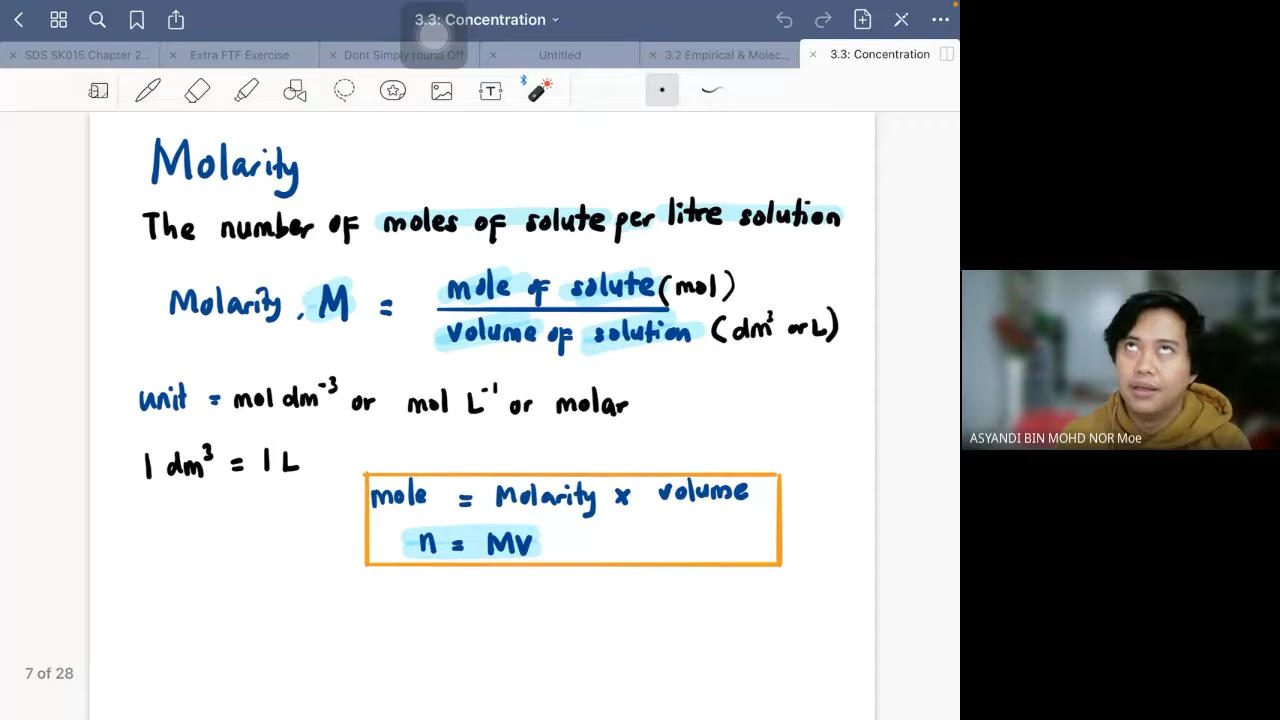 3.3: Concentration
SDS SK015 Chapter 2...
Extra FTF Exercise
Dont Simply round Off
Untitled
3.2 Empirical & Molec...
3.3: Concentration
Molarity
The number of moles of solute per litre solution
Molarity, M = mole of solute (mol)
volume of solution (dm³ or L)
unit = mol dm⁻³ or mol L⁻¹ or molar
1 dm³ = 1 L
mole = Molarity x volume
n = MV
7 of 28
ASYANDI BIN MOHD NOR Moe